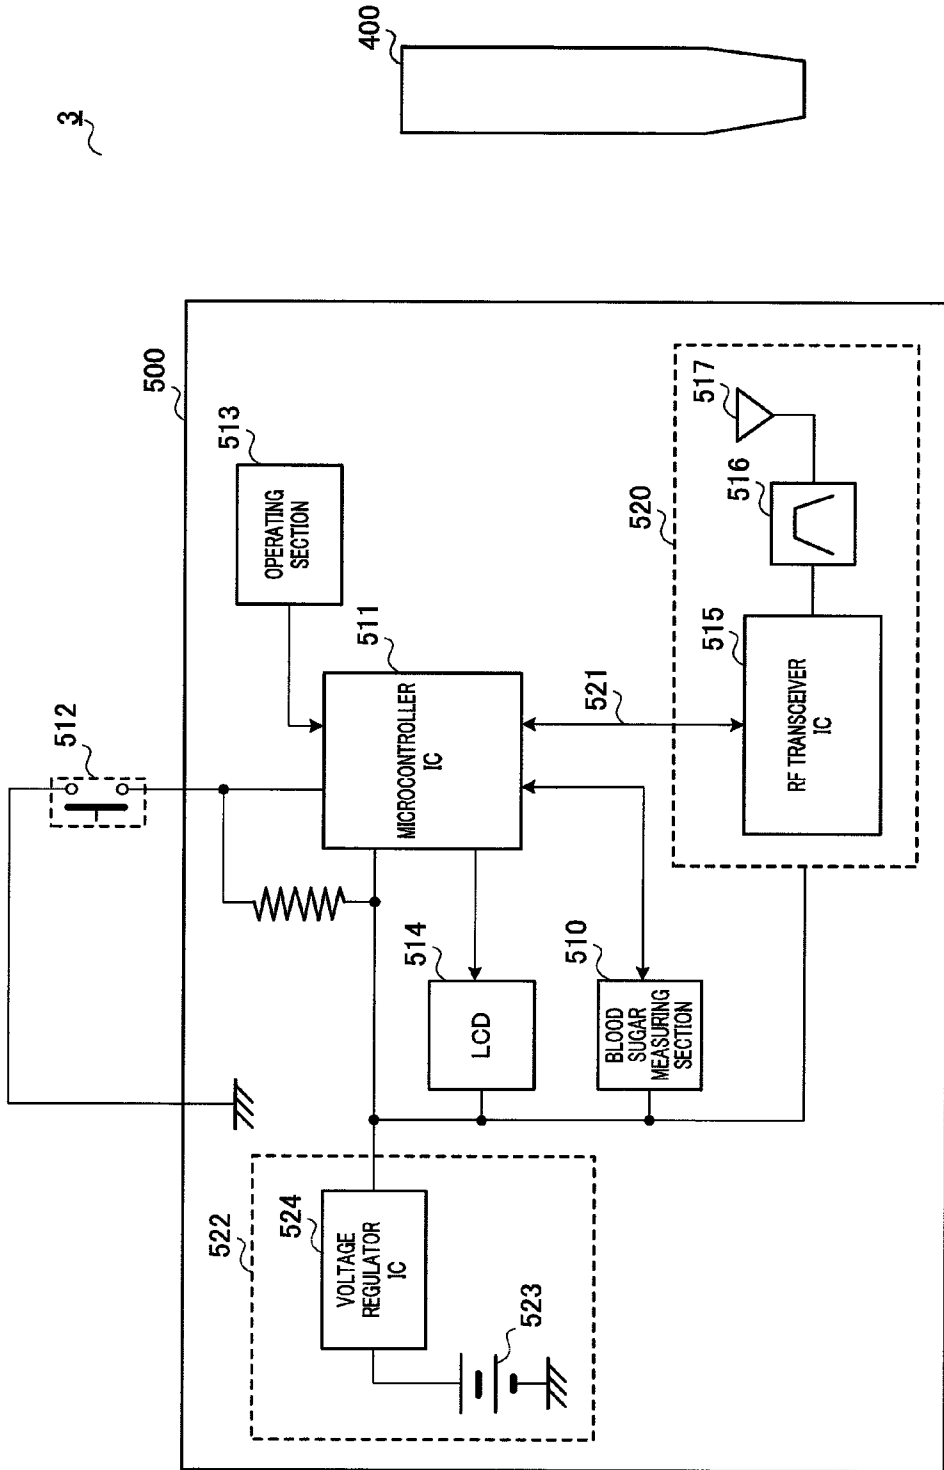 3
400
500
512
513
OPERATING
SECTION
511
MICROCONTROLLER
IC
521
520
517
516
515
RF TRANSCEIVER
IC
514
LCD
510
BLOOD
SUGAR
MEASURING
SECTION
522
524
VOLTAGE
REGULATOR
IC
523